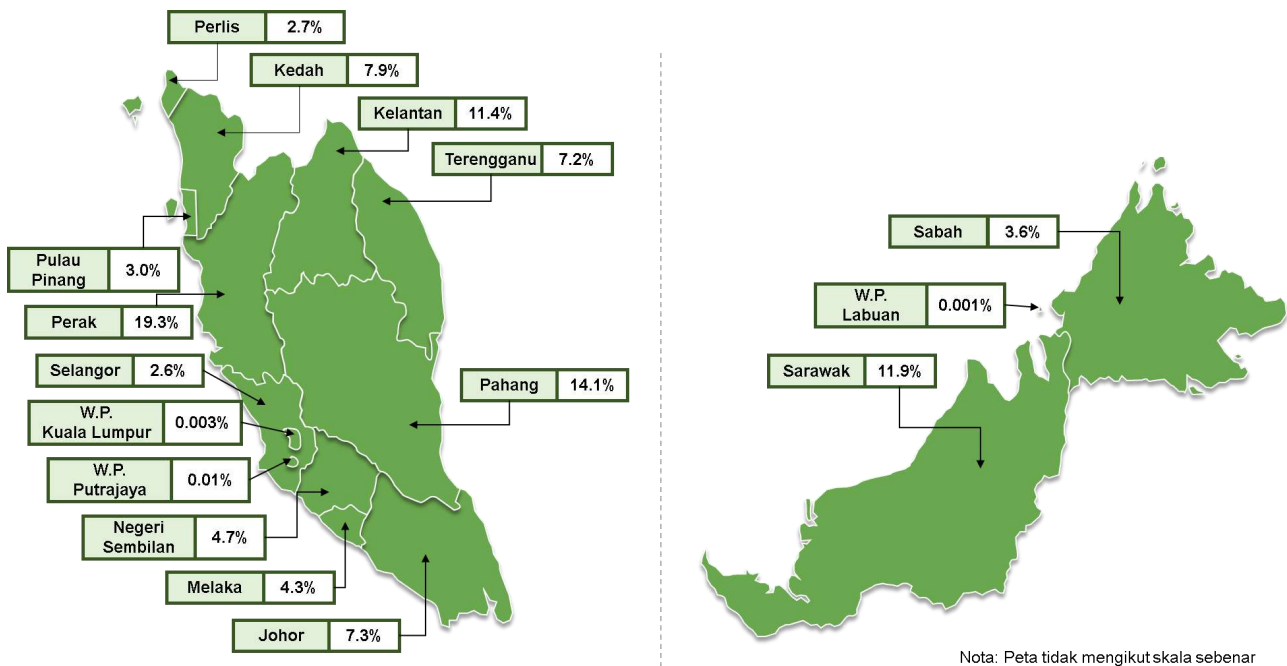 Perlis 2.7%
Kedah 7.9%
Kelantan 11.4%
Terengganu 7.2%
Pulau
Pinang 3.0%
Perak 19.3%
Selangor 2.6%
W.P.
Kuala Lumpur 0.003%
W.P.
Putrajaya 0.01%
Negeri
Sembilan 4.7%
Melaka 4.3%
Johor 7.3%
Pahang 14.1%
Sabah 3.6%
W.P.
Labuan 0.001%
Sarawak 11.9%
Nota: Peta tidak mengikut skala sebenar